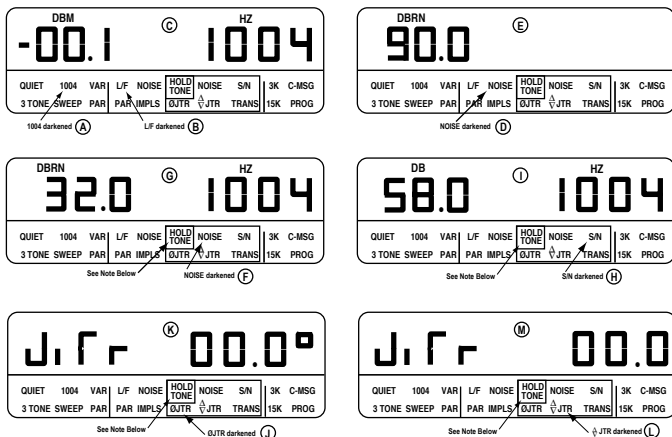 DBM C HZ
-00.1 1004
QUIET 1004 VAR L/F NOISE HOLD TONE NOISE S/N 3K C-MSG
3 TONE SWEEP PAR PAR IMPLS ØJTR Δ∇ JTR TRANS 15K PROG
1004 darkened A L/F darkened B
DBRN E
90.0
QUIET 1004 VAR L/F NOISE HOLD TONE NOISE S/N 3K C-MSG
3 TONE SWEEP PAR PAR IMPLS ØJTR Δ∇ JTR TRANS 15K PROG
NOISE darkened D
DBRN G HZ
32.0 1004
QUIET 1004 VAR L/F NOISE HOLD TONE NOISE S/N 3K C-MSG
3 TONE SWEEP PAR PAR IMPLS ØJTR Δ∇ JTR TRANS 15K PROG
See Note Below NOISE darkened F
DB I HZ
58.0 1004
QUIET 1004 VAR L/F NOISE HOLD TONE NOISE S/N 3K C-MSG
3 TONE SWEEP PAR PAR IMPLS ØJTR Δ∇ JTR TRANS 15K PROG
See Note Below S/N darkened H
K
JiTr 00.0°
QUIET 1004 VAR L/F NOISE HOLD TONE NOISE S/N 3K C-MSG
3 TONE SWEEP PAR PAR IMPLS ØJTR Δ∇ JTR TRANS 15K PROG
See Note Below ØJTR darkened J
M
JiTr 00.0
QUIET 1004 VAR L/F NOISE HOLD TONE NOISE S/N 3K C-MSG
3 TONE SWEEP PAR PAR IMPLS ØJTR Δ∇ JTR TRANS 15K PROG
See Note Below Δ∇ JTR darkened L